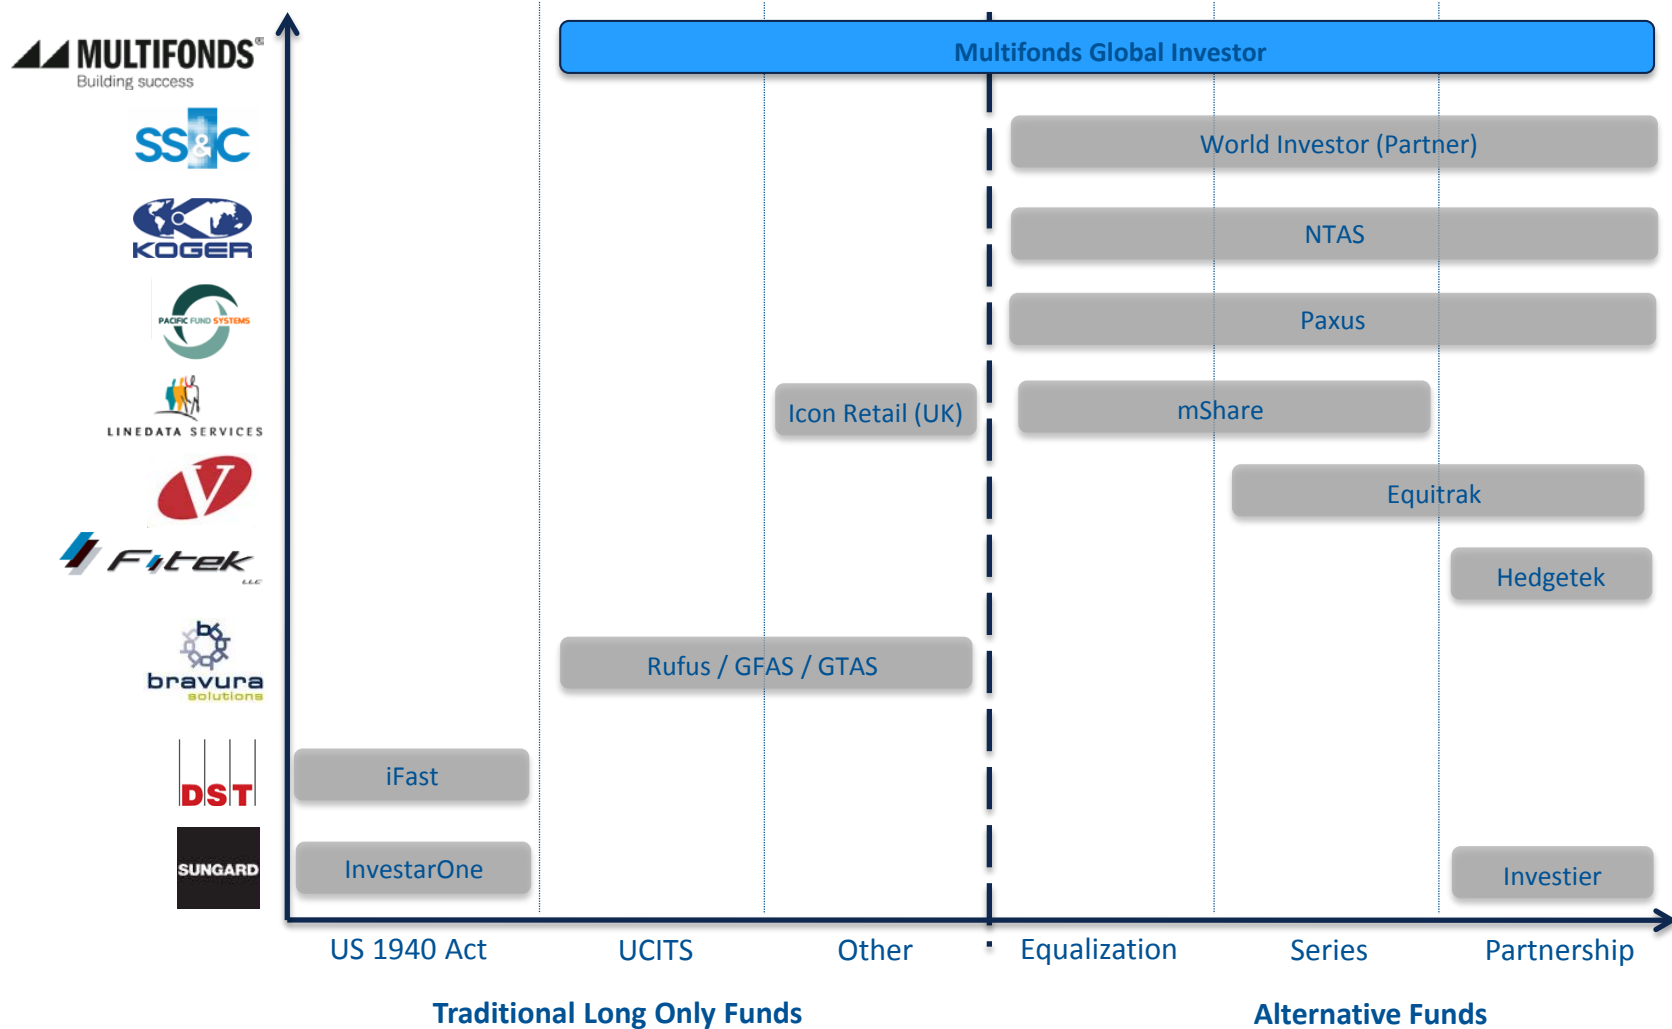 MULTIFONDS®
Building success
Multifonds Global Investor
SS&C
World Investor (Partner)
KOGER
NTAS
PACIFIC FUND SYSTEMS
Paxus
LINEDATA SERVICES
Icon Retail (UK)
mShare
V
Equitrak
Fitek
LLC
Hedgetek
bravura
solutions
Rufus / GFAS / GTAS
DST
iFast
SUNGARD
InvestarOne
Investier
US 1940 Act
UCITS
Other
Equalization
Series
Partnership
Traditional Long Only Funds
Alternative Funds